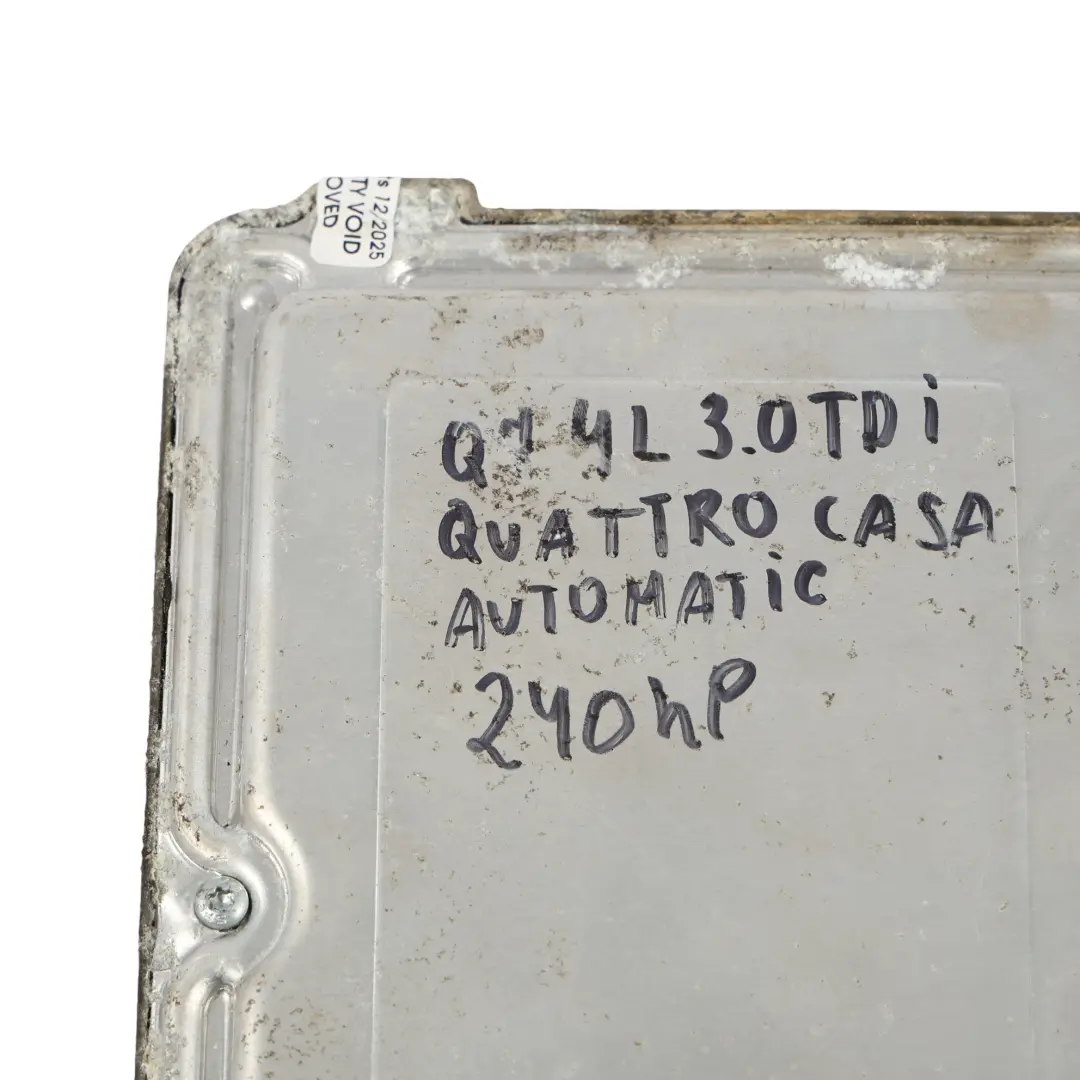 s 12/2025
TY VOID
OVED
Q7 4L 3.0TDi
QUATTRO CASA
AUTOMATiC
240hP